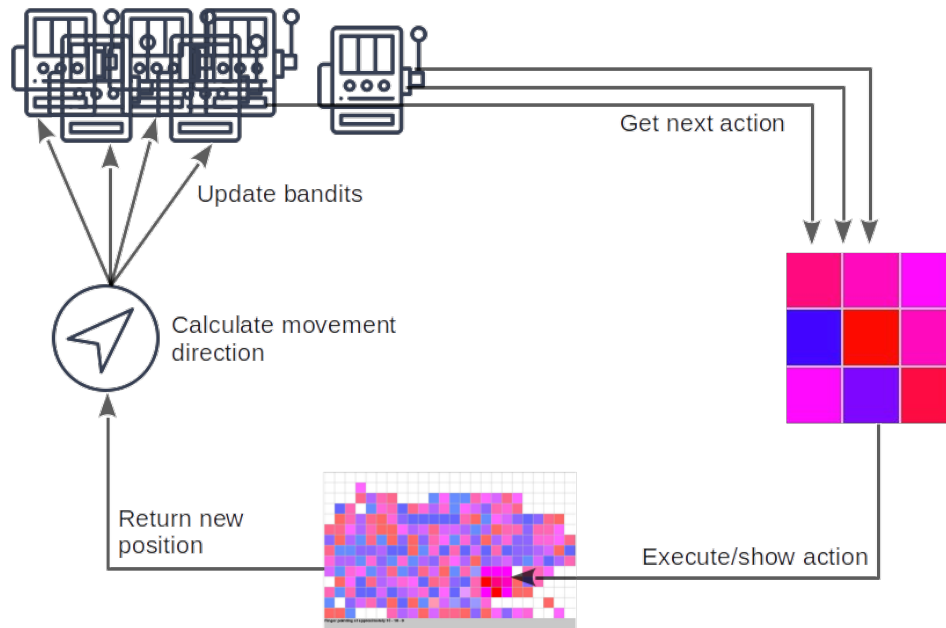 Get next action
Update bandits
Calculate movement
direction
Return new
position
Execute/show action